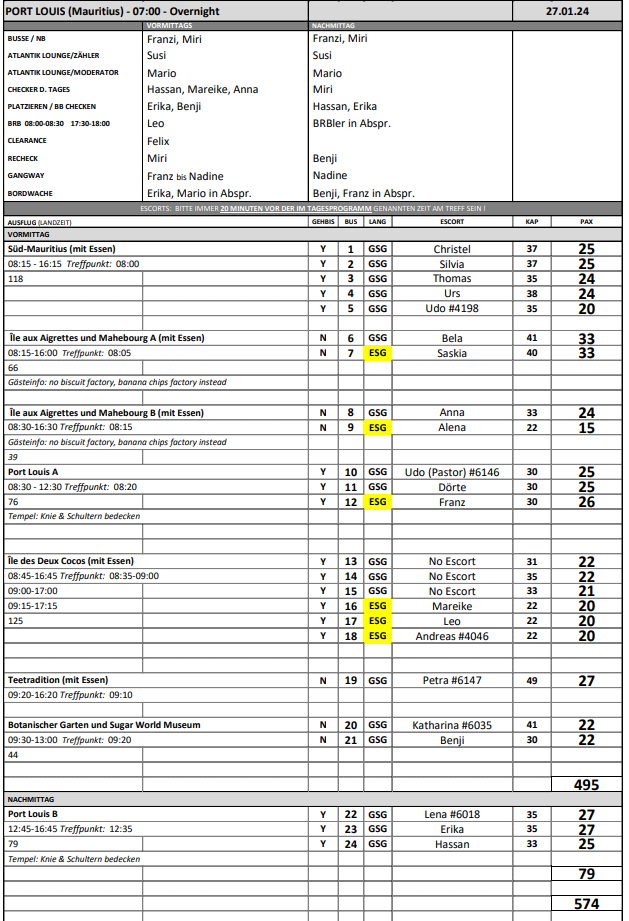 PORT LOUIS (Mauritius) - 07:00 - Overnight 27.01.24
VORMITTAGS NACHMITTAG
BUSSE / NB Franzi, Miri Franzi, Miri
ATLANTIK LOUNGE/ZÄHLER Susi Susi
ATLANTIK LOUNGE/MODERATOR Mario Mario
CHECKER D. TAGES Hassan, Mareike, Anna Miri
PLATZIEREN / BB CHECKEN Erika, Benji Hassan, Erika
BRB 08:00-08:30 17:30-18:00 Leo BRBler in Abspr.
CLEARANCE Felix
RECHECK Miri Benji
GANGWAY Franz bis Nadine Nadine
BORDWACHE Erika, Mario in Abspr. Benji, Franz in Abspr.
ESCORTS: BITTE IMMER 20 MINUTEN VOR DER IM TAGESPROGRAMM GENANNTEN ZEIT AM TREFF SEIN !
AUSFLUG (LANDZEIT) GEHBIS BUS LANG ESCORT KAP PAX
VORMITTAG
Süd-Mauritius (mit Essen) Y 1 GSG Christel 37 25
08:15 - 16:15 Treffpunkt: 08:00 Y 2 GSG Silvia 37 25
118 Y 3 GSG Thomas 35 24
Y 4 GSG Urs 38 24
Y 5 GSG Udo #4198 35 20
Île aux Aigrettes und Mahebourg A (mit Essen) N 6 GSG Bela 41 33
08:15-16:00 Treffpunkt: 08:05 N 7 ESG Saskia 40 33
66
Gästeinfo: no biscuit factory, banana chips factory instead
Île aux Aigrettes und Mahebourg B (mit Essen) N 8 GSG Anna 33 24
08:30-16:30 Treffpunkt: 08:15 N 9 ESG Alena 22 15
Gästeinfo: no biscuit factory, banana chips factory instead
39
Port Louis A Y 10 GSG Udo (Pastor) #6146 30 25
08:30 - 12:30 Treffpunkt: 08:20 Y 11 GSG Dörte 30 25
76 Y 12 ESG Franz 30 26
Tempel: Knie & Schultern bedecken
Île des Deux Cocos (mit Essen) Y 13 GSG No Escort 31 22
08:45-16:45 Treffpunkt: 08:35-09:00 Y 14 GSG No Escort 35 22
09:00-17:00 Y 15 GSG No Escort 33 21
09:15-17:15 Y 16 ESG Mareike 22 20
125 Y 17 ESG Leo 22 20
Y 18 ESG Andreas #4046 22 20
Teetradition (mit Essen) N 19 GSG Petra #6147 49 27
09:20-16:20 Treffpunkt: 09:10
Botanischer Garten und Sugar World Museum N 20 GSG Katharina #6035 41 22
09:30-13:00 Treffpunkt: 09:20 N 21 GSG Benji 30 22
44
495
NACHMITTAG
Port Louis B Y 22 GSG Lena #6018 35 27
12:45-16:45 Treffpunkt: 12:35 Y 23 GSG Erika 35 27
79 Y 24 GSG Hassan 33 25
Tempel: Knie & Schultern bedecken
79
574